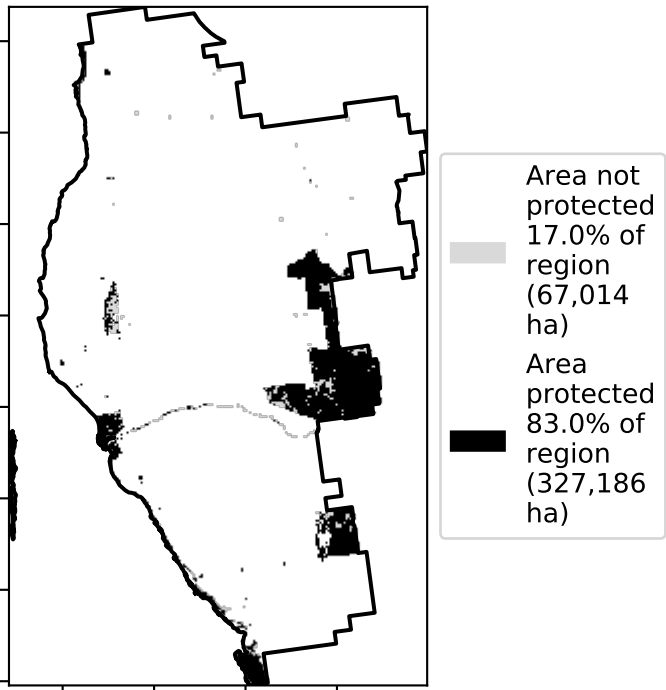 Area not
protected
17.0% of
region
(67,014
ha)
Area
protected
83.0% of
region
(327,186
ha)